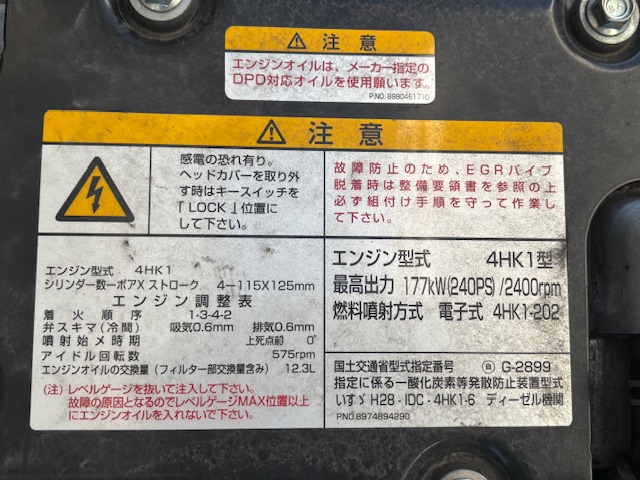 注意
エンジンオイルは、メーカー指定の
DPD対応オイルを使用願います。
P.NO. 8980461710
注意
感電の恐れ有り。
ヘッドカバーを取り外
す時はキースイッチを
「LOCK」位置に
して下さい。
故障防止のため、EGRパイプ
脱着時は整備要領書を参照の上
必ず組付け手順を守って作業し
て下さい。
エンジン型式 4HK1
シリンダー数ーボアX ストローク 4-115X125mm
エンジン調整表
着火順序 1-3-4-2
弁スキマ(冷間) 吸気0.6mm 排気0.6mm
噴射始メ時期 上死点前 0°
アイドル回転数 575rpm
エンジンオイルの交換量(フィルター部交換量含み) 12.3L
(注)レベルゲージを抜いて注入して下さい。
故障の原因となるのでレベルゲージMAX位置以上
にエンジンオイルを入れないで下さい。
エンジン型式 4HK1型
最高出力 177kW(240PS)/2400rpm
燃料噴射方式 電子式 4HK1-202
国土交通省型式指定番号 G-2899
指定に係る一酸化炭素等発散防止装置型式
いすゞ H28-IDC-4HK1-6 ディーゼル機関
P.NO.8974894290